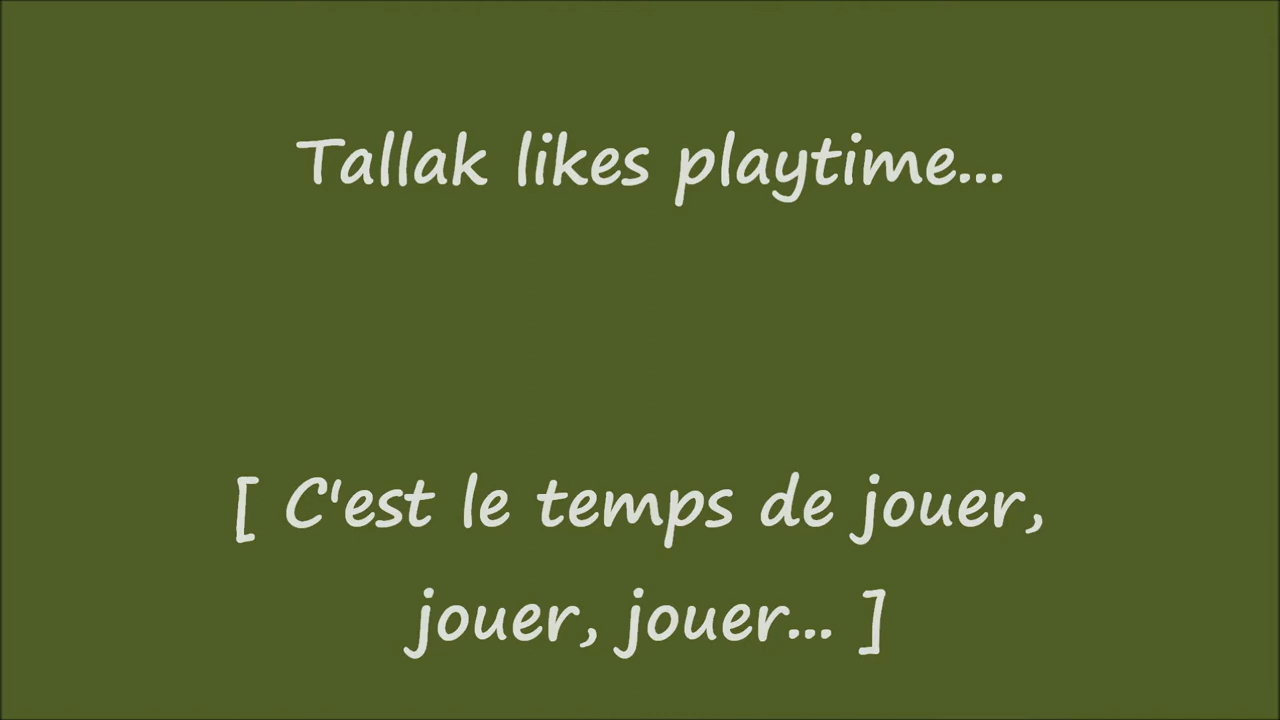 Tallak likes playtime...
[ C'est le temps de jouer,
jouer, jouer... ]